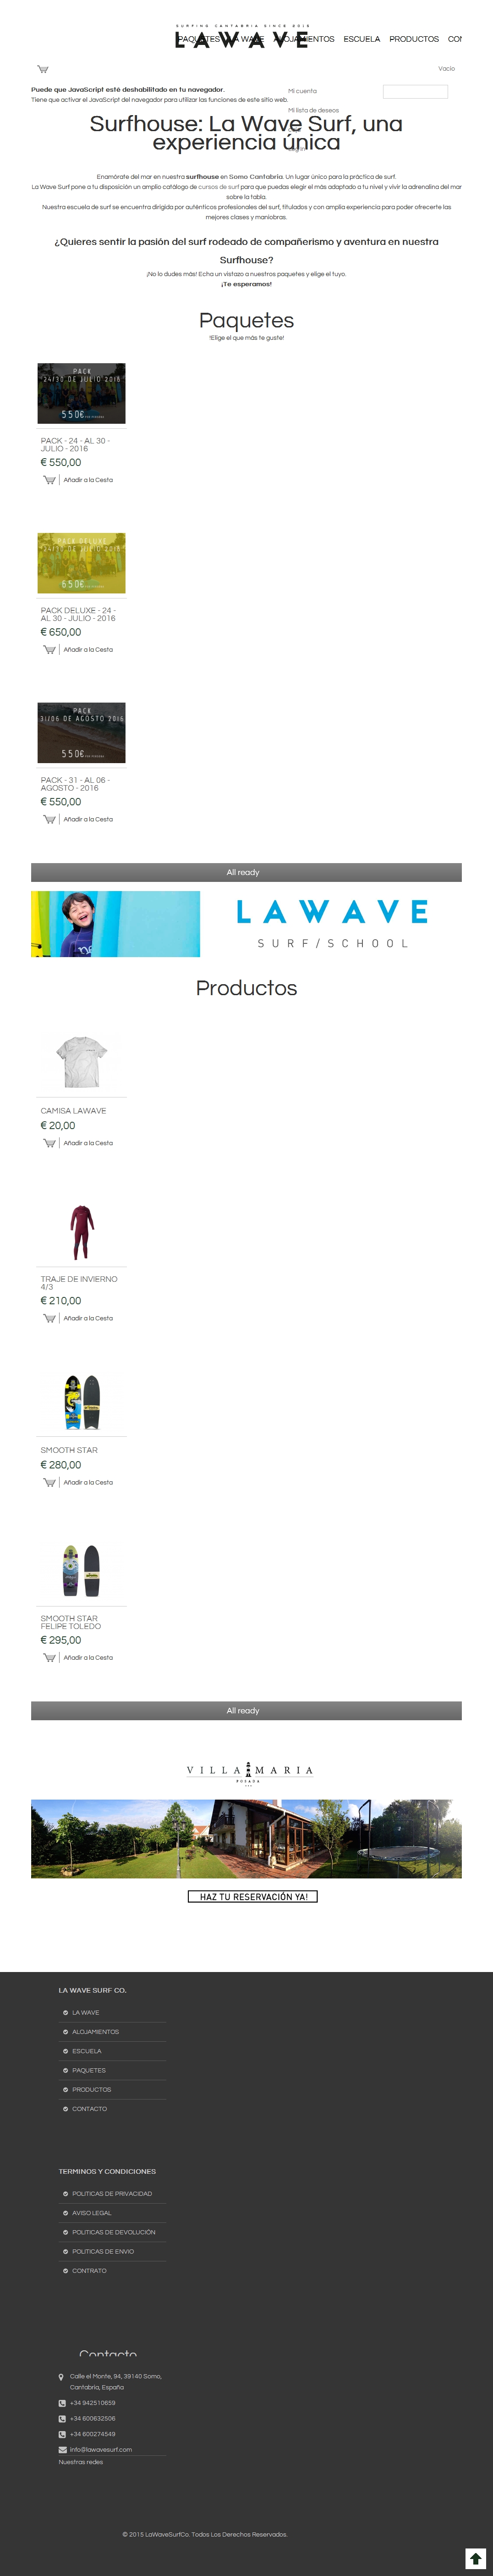 SURFING CANTABRIA SINCE 2015
LAWAVE
PAQUETES LA WAVE ALOJAMIENTOS ESCUELA PRODUCTOS CON
Vacío
Puede que JavaScript esté deshabilitado en tu navegador.
Tiene que activar el JavaScript del navegador para utilizar las funciones de este sitio web.
Mi cuenta
Mi lista de deseos
Surfhouse: La Wave Surf, una
experiencia única
Enamórate del mar en nuestra surfhouse en Somo Cantabria. Un lugar único para la práctica de surf.
La Wave Surf pone a tu disposición un amplio catálogo de cursos de surf para que puedas elegir el más adaptado a tu nivel y vivir la adrenalina del mar
sobre la tabla.
Nuestra escuela de surf se encuentra dirigida por auténticos profesionales del surf, titulados y con amplia experiencia para poder ofrecerte las
mejores clases y maniobras.
¿Quieres sentir la pasión del surf rodeado de compañerismo y aventura en nuestra
Surfhouse?
¡No lo dudes más! Echa un vistazo a nuestros paquetes y elige el tuyo.
¡Te esperamos!
Paquetes
!Elige el que más te guste!
PACK
24/30 DE JULIO 2016
550€
PACK - 24 - AL 30 -
JULIO - 2016
€ 550,00
Añadir a la Cesta
PACK DELUXE
24/30 DE JULIO 2016
650€
PACK DELUXE - 24 -
AL 30 - JULIO - 2016
€ 650,00
Añadir a la Cesta
PACK
31/06 DE AGOSTO 2016
550€
PACK - 31 - AL 06 -
AGOSTO - 2016
€ 550,00
Añadir a la Cesta
All ready
LAWAVE
SURF/SCHOOL
Productos
CAMISA LAWAVE
€ 20,00
Añadir a la Cesta
TRAJE DE INVIERNO
4/3
€ 210,00
Añadir a la Cesta
SMOOTH STAR
€ 280,00
Añadir a la Cesta
SMOOTH STAR
FELIPE TOLEDO
€ 295,00
Añadir a la Cesta
All ready
VILLA MARIA
POSADA
HAZ TU RESERVACIÓN YA!
LA WAVE SURF CO.
LA WAVE
ALOJAMIENTOS
ESCUELA
PAQUETES
PRODUCTOS
CONTACTO
TERMINOS Y CONDICIONES
POLITICAS DE PRIVACIDAD
AVISO LEGAL
POLITICAS DE DEVOLUCIÓN
POLITICAS DE ENVIO
CONTRATO
Contacto
Calle el Monte, 94, 39140 Somo,
Cantabria, España
+34 942510659
+34 600632506
+34 600274549
info@lawavesurf.com
Nuestras redes
© 2015 LaWaveSurfCo. Todos Los Derechos Reservados.